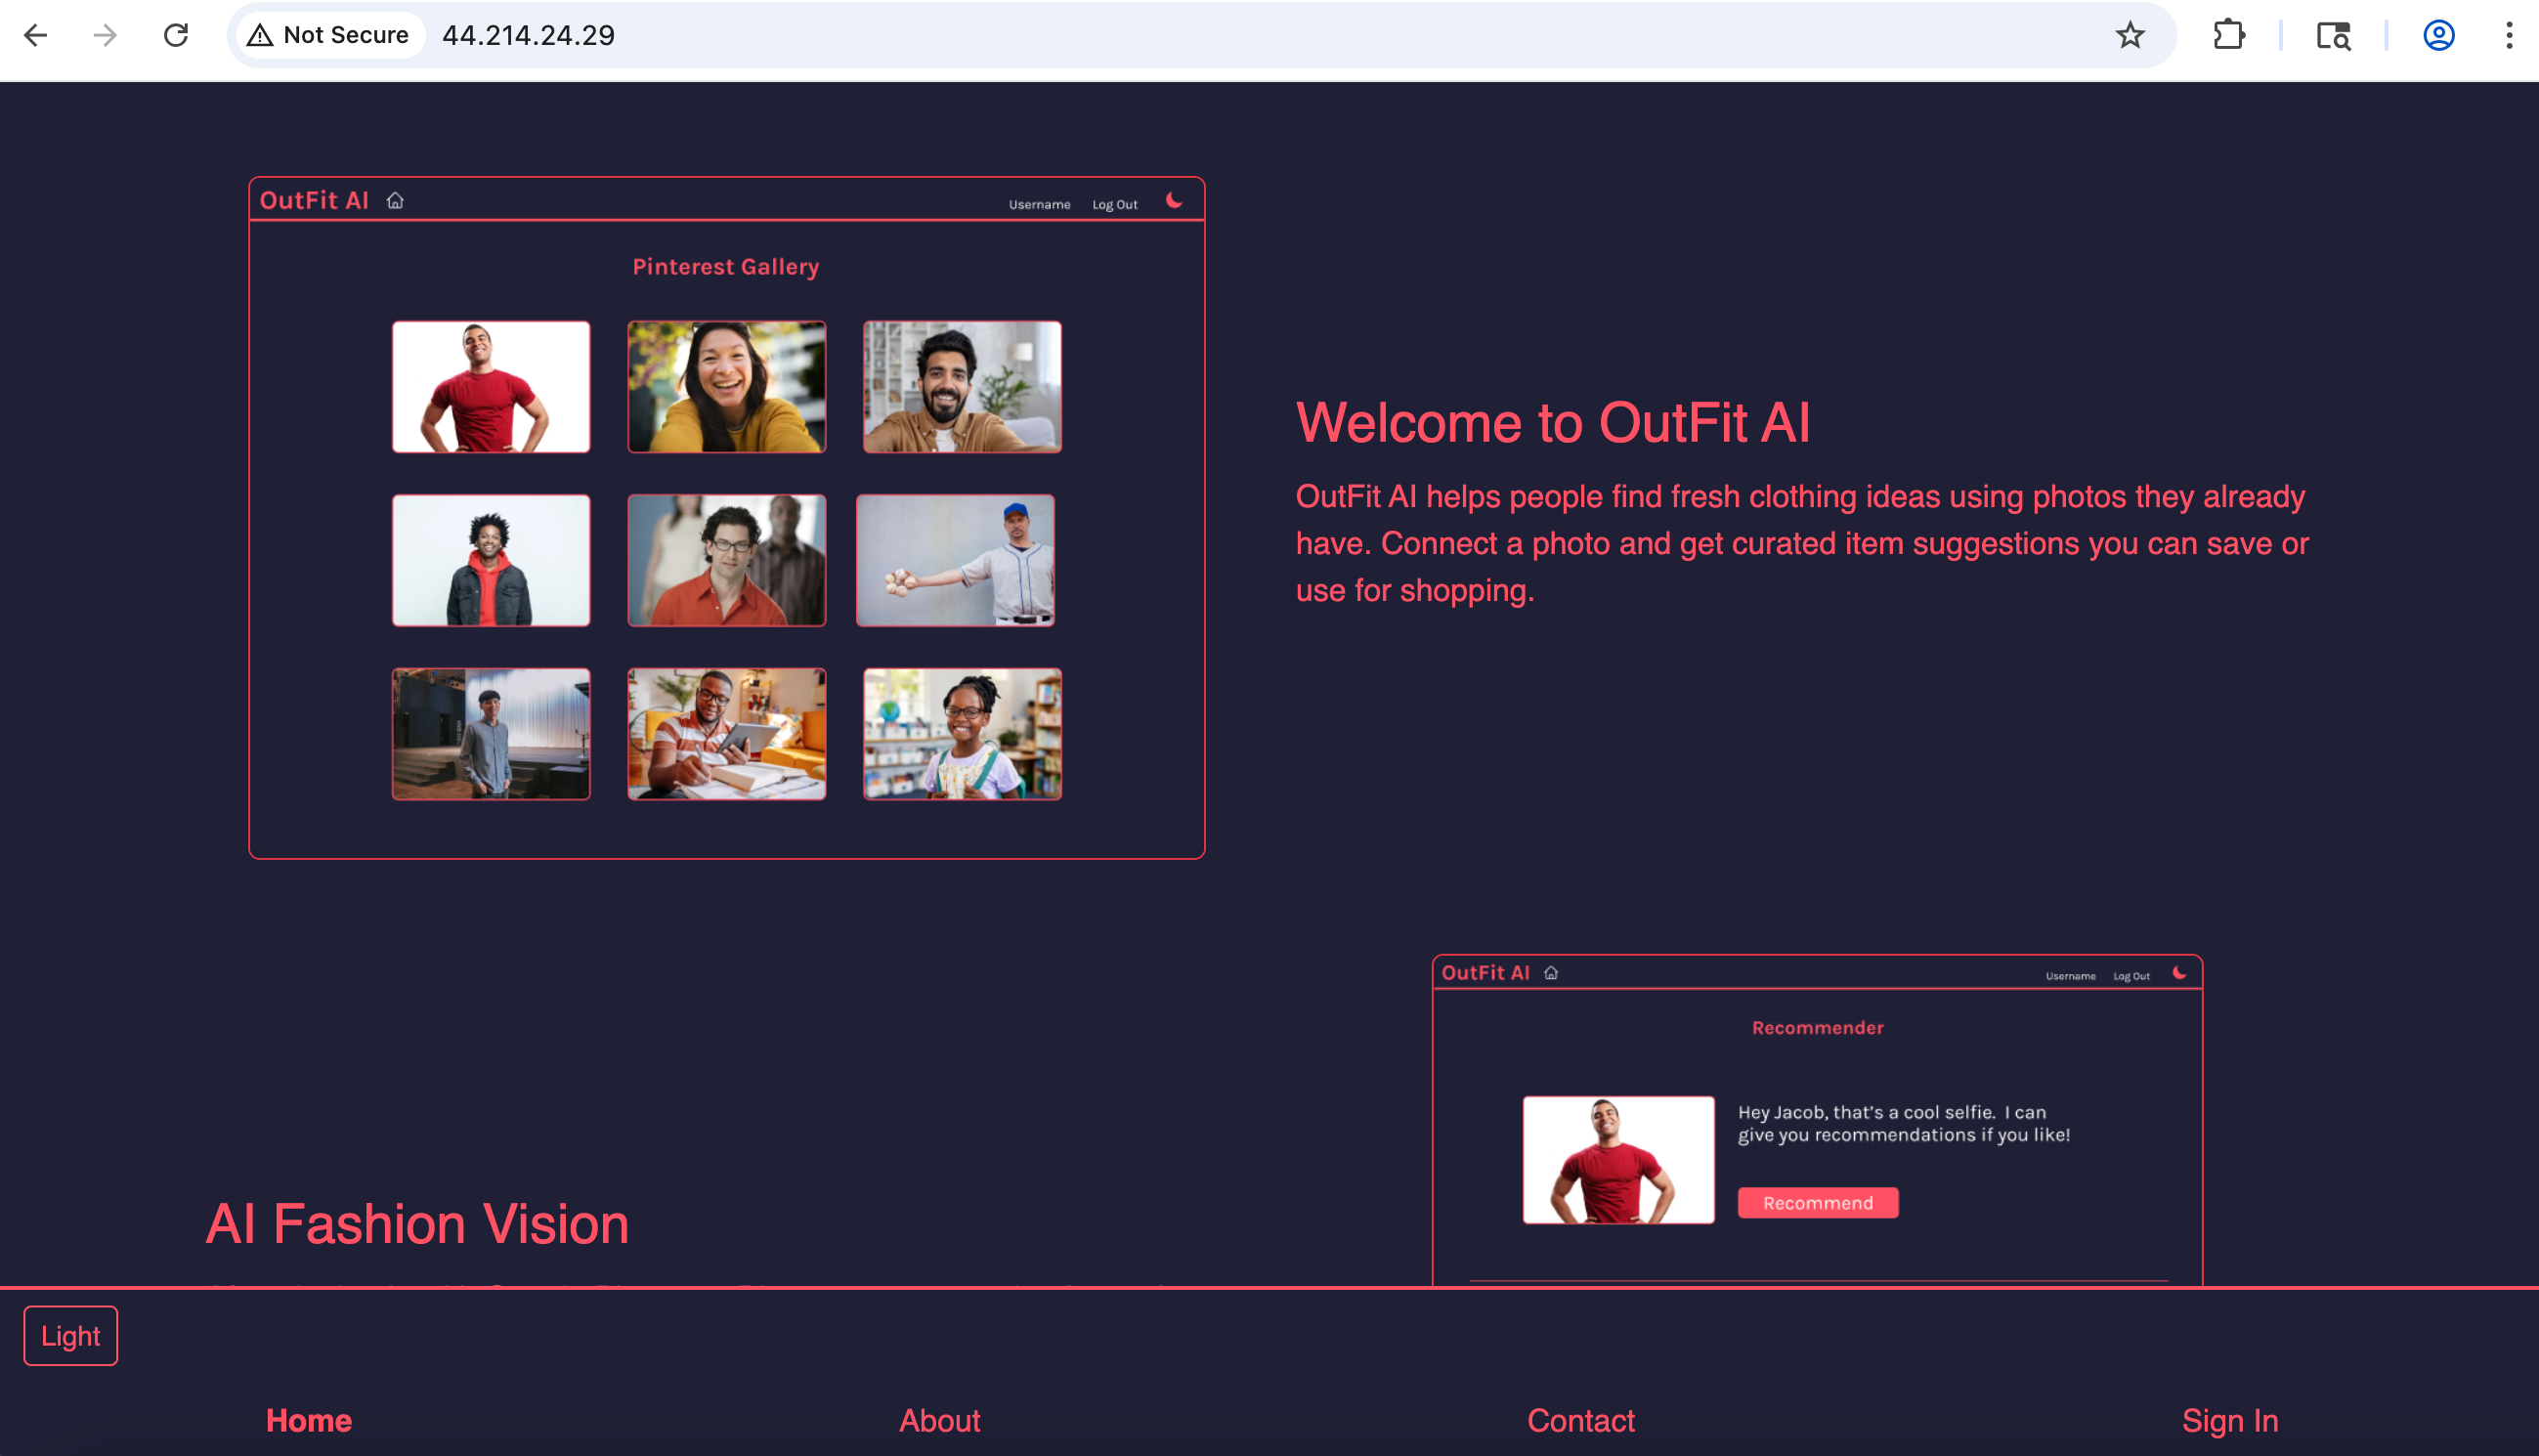 Not Secure 44.214.24.29
OutFit AI
Username Log Out
Pinterest Gallery
Welcome to OutFit AI
OutFit AI helps people find fresh clothing ideas using photos they already
have. Connect a photo and get curated item suggestions you can save or
use for shopping.
OutFit AI
Username Log Out
Recommender
Hey Jacob, that's a cool selfie. I can
give you recommendations if you like!
Recommend
AI Fashion Vision
Light
Home About Contact Sign In